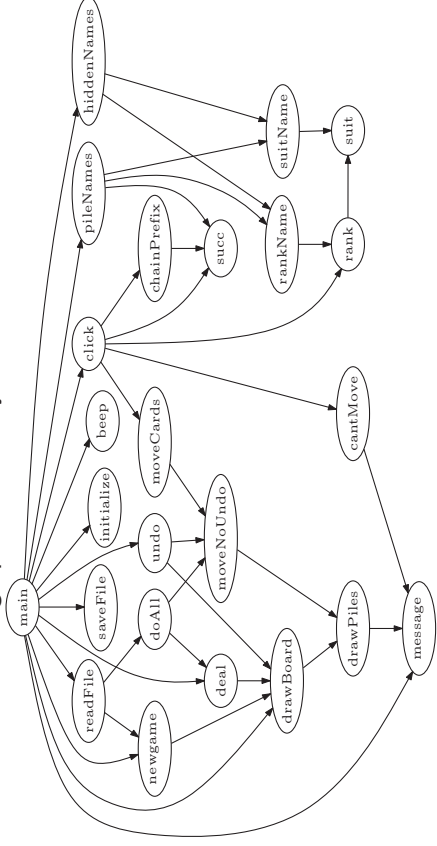 main
hiddenNames
pileNames
click
beep
initialize
saveFile
readFile
chainPrefix
moveCards
undo
doAll
newgame
succ
moveNoUndo
deal
suitName
rankName
drawBoard
suit
rank
cantMove
drawPiles
message